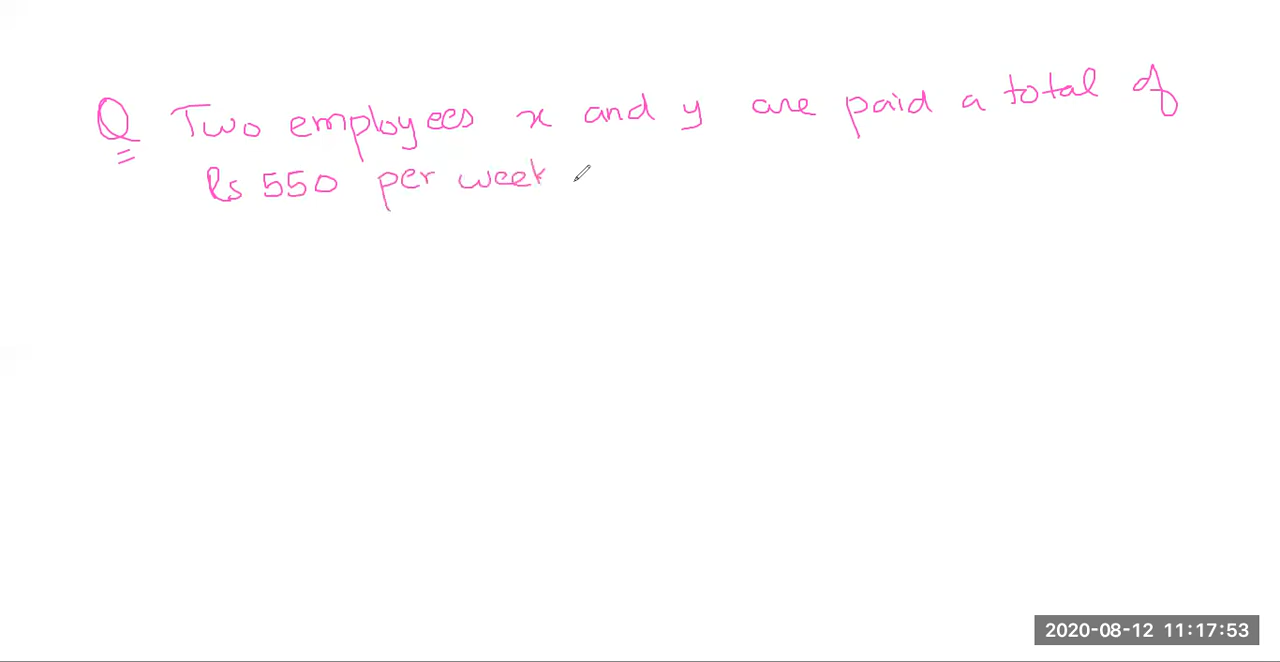 Q Two employees x and y are paid a total of
Rs 550 per week
2020-08-12 11:17:53